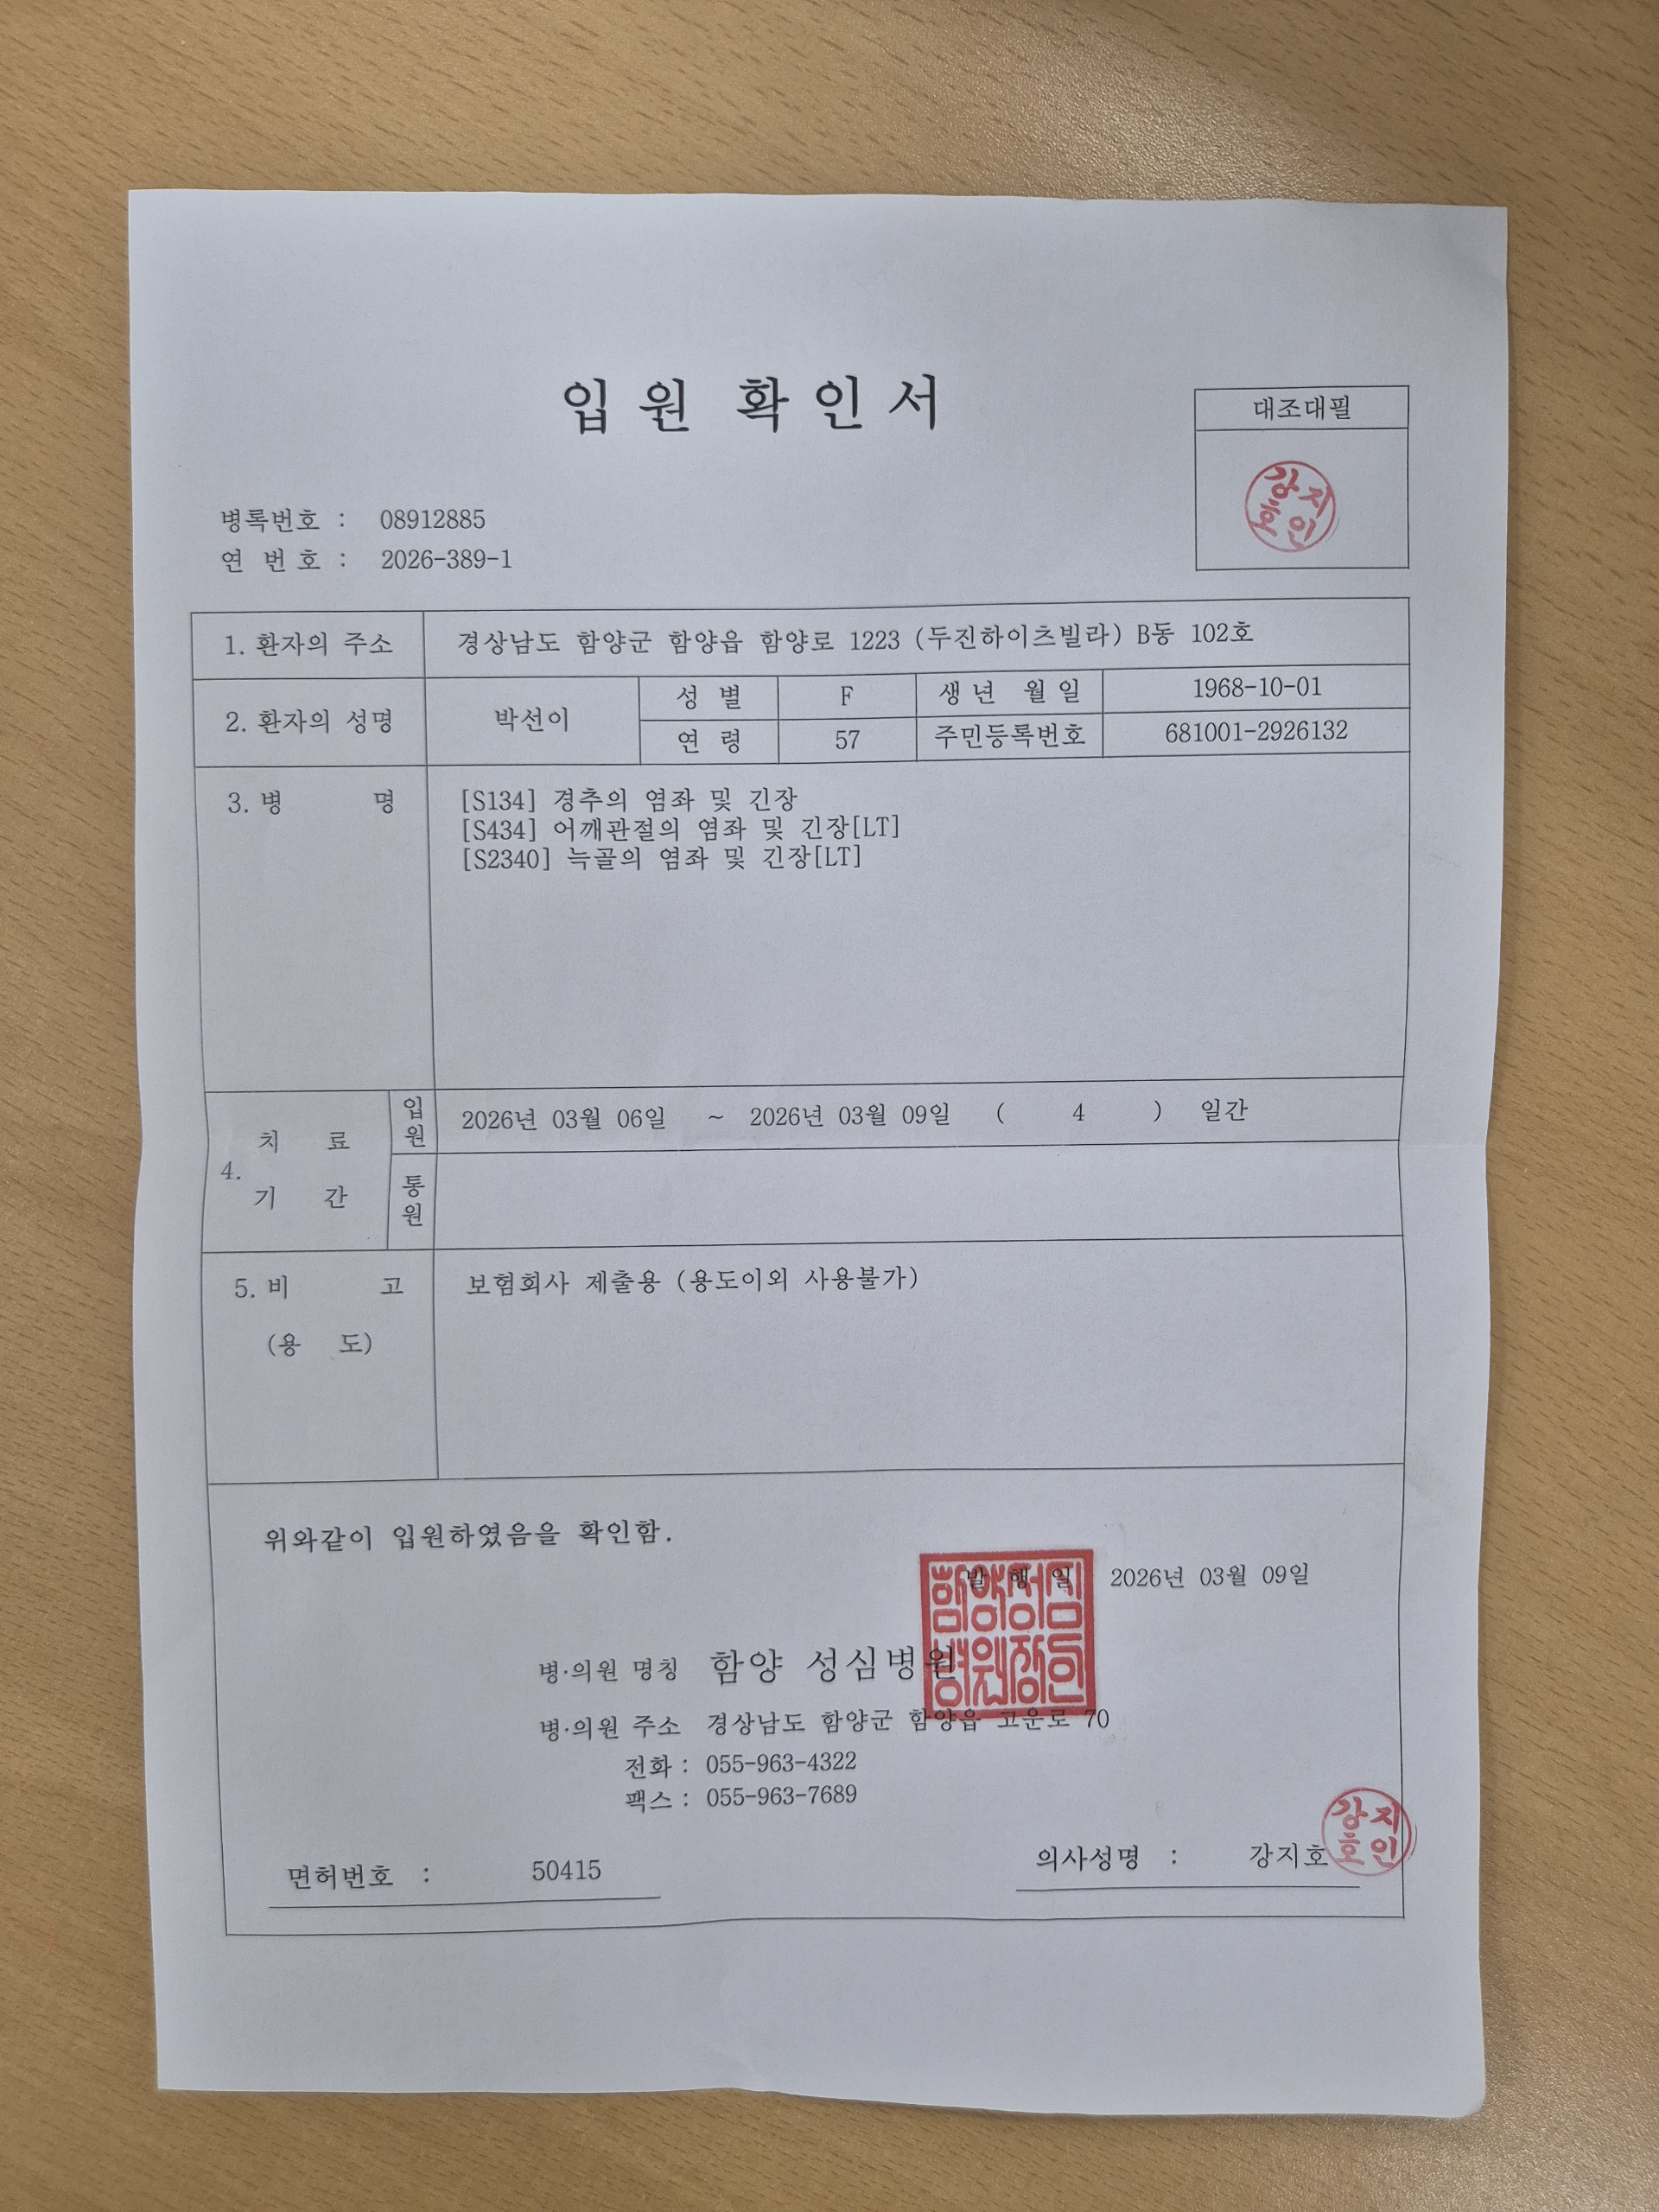 입 원 확 인 서
대조대필
강지호인
병록번호 : 08912885
연 번 호 : 2026-389-1
1. 환자의 주소 경상남도 함양군 함양읍 함양로 1223 (두진하이츠빌라) B동 102호
2. 환자의 성명 박선이 성 별 F 생 년 월 일 1968-10-01
연 령 57 주민등록번호 681001-2926132
3. 병 명 [S134] 경추의 염좌 및 긴장
[S434] 어깨관절의 염좌 및 긴장[LT]
[S2340] 늑골의 염좌 및 긴장[LT]
4. 치 료 기 간 입원 2026년 03월 06일 ~ 2026년 03월 09일 ( 4 ) 일간
통원
5. 비 고 보험회사 제출용 (용도이외 사용불가)
(용 도)
위와같이 입원하였음을 확인함.
발 행 일 2026년 03월 09일
병·의원 명칭 함양 성심병원
병·의원 주소 경상남도 함양군 함양읍 고운로 70
전화 : 055-963-4322
팩스 : 055-963-7689
면허번호 : 50415 의사성명 : 강지호
강지호인